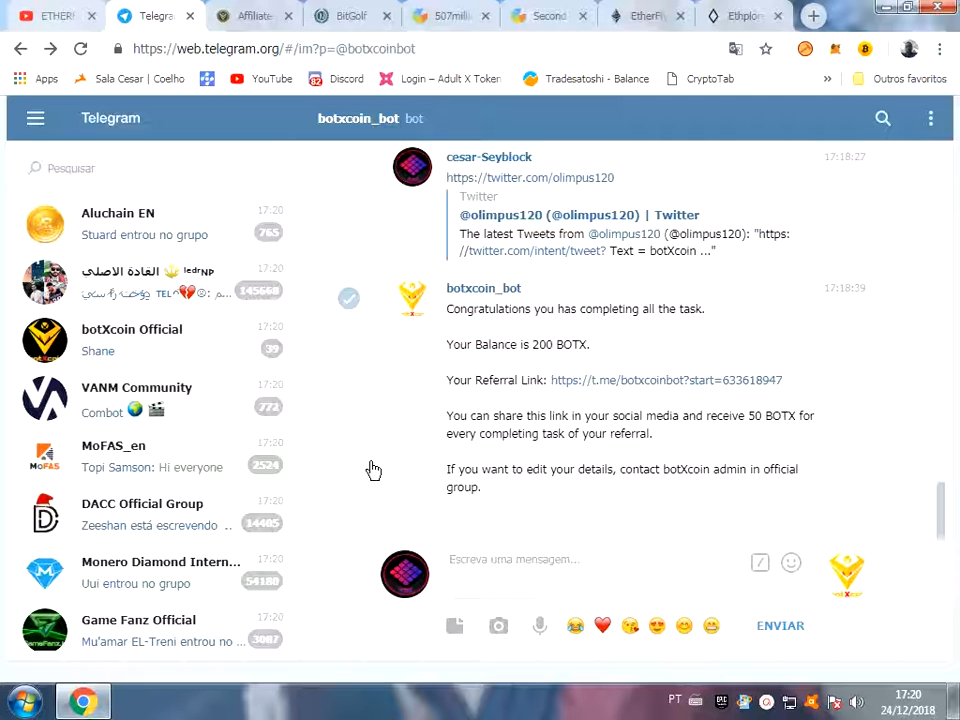 ETHERF
Telegra
Affiliate
BitGolf
507mili
Second
EtherFl
Ethplor
https://web.telegram.org/#/im?p=@botxcoinbot
Apps
Sala Cesar | Coelho
YouTube
Discord
Login – Adult X Token
Tradesatoshi - Balance
CryptoTab
»
Outros favoritos
Telegram
botxcoin_bot bot
Pesquisar
Aluchain EN 17:20
Stuard entrou no grupo 765
17:20
145668
botXcoin Official 17:20
Shane 39
VANM Community 17:20
Combot 772
MoFAS_en 17:20
Topi Samson: Hi everyone 2524
DACC Official Group 17:20
Zeeshan está escrevendo .. 14405
Monero Diamond Intern... 17:20
Uui entrou no grupo 54180
Game Fanz Official 17:20
Mu'amar EL-Treni entrou no ... 3087
cesar-Seyblock 17:18:27
https://twitter.com/olimpus120
Twitter
@olimpus120 (@olimpus120) | Twitter
The latest Tweets from @olimpus120 (@olimpus120): "https:
//twitter.com/intent/tweet? Text = botXcoin ..."
botxcoin_bot 17:18:39
Congratulations you has completing all the task.
Your Balance is 200 BOTX.
Your Referral Link: https://t.me/botxcoinbot?start=633618947
You can share this link in your social media and receive 50 BOTX for
every completing task of your referral.
If you want to edit your details, contact botXcoin admin in official
group.
Escreva uma mensagem...
ENVIAR
PT
17:20
24/12/2018